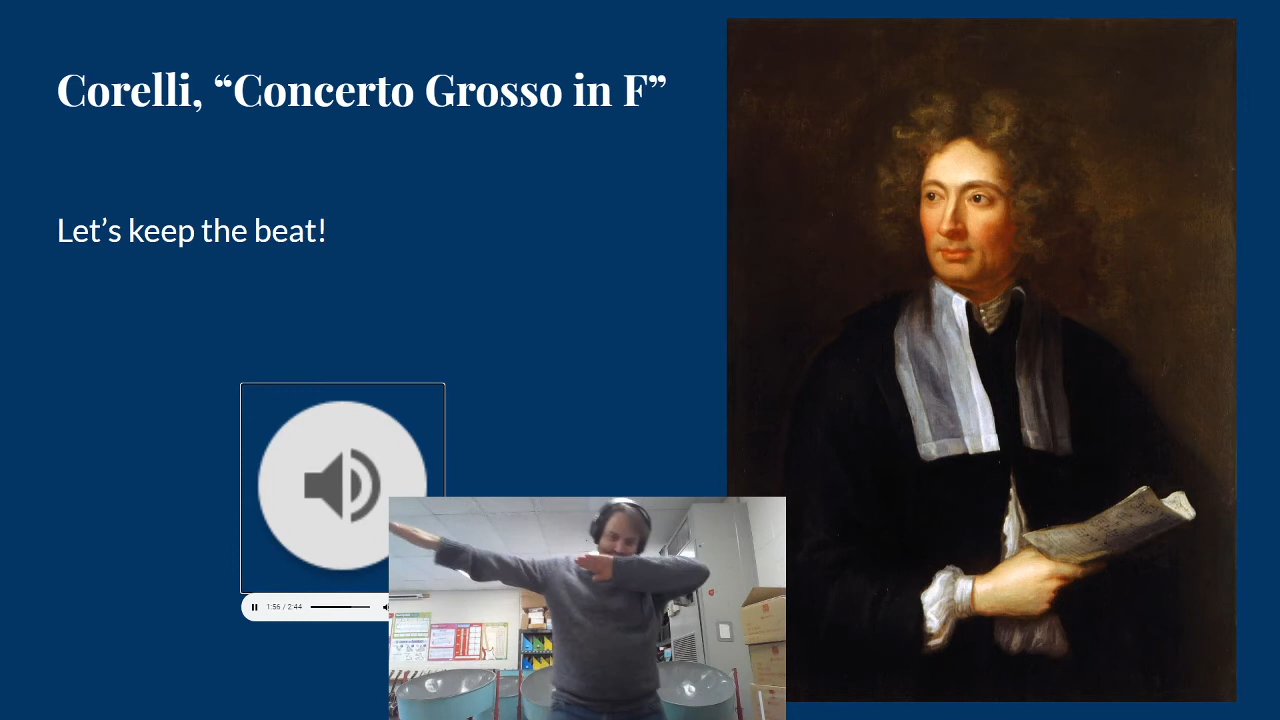 Corelli, “Concerto Grosso in F”
Let’s keep the beat!
1:56 / 2:44